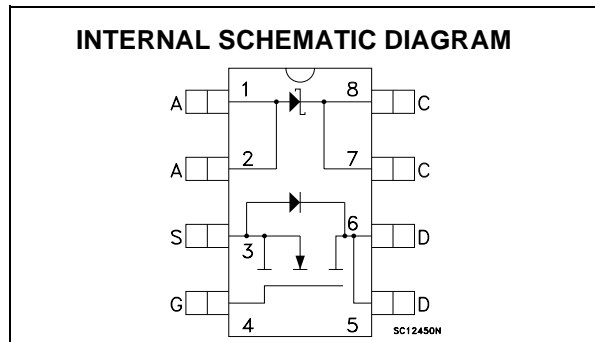 INTERNAL SCHEMATIC DIAGRAM
1 8
A C
2 7
A C
6
S D
3
G D
4 5
SC12450N